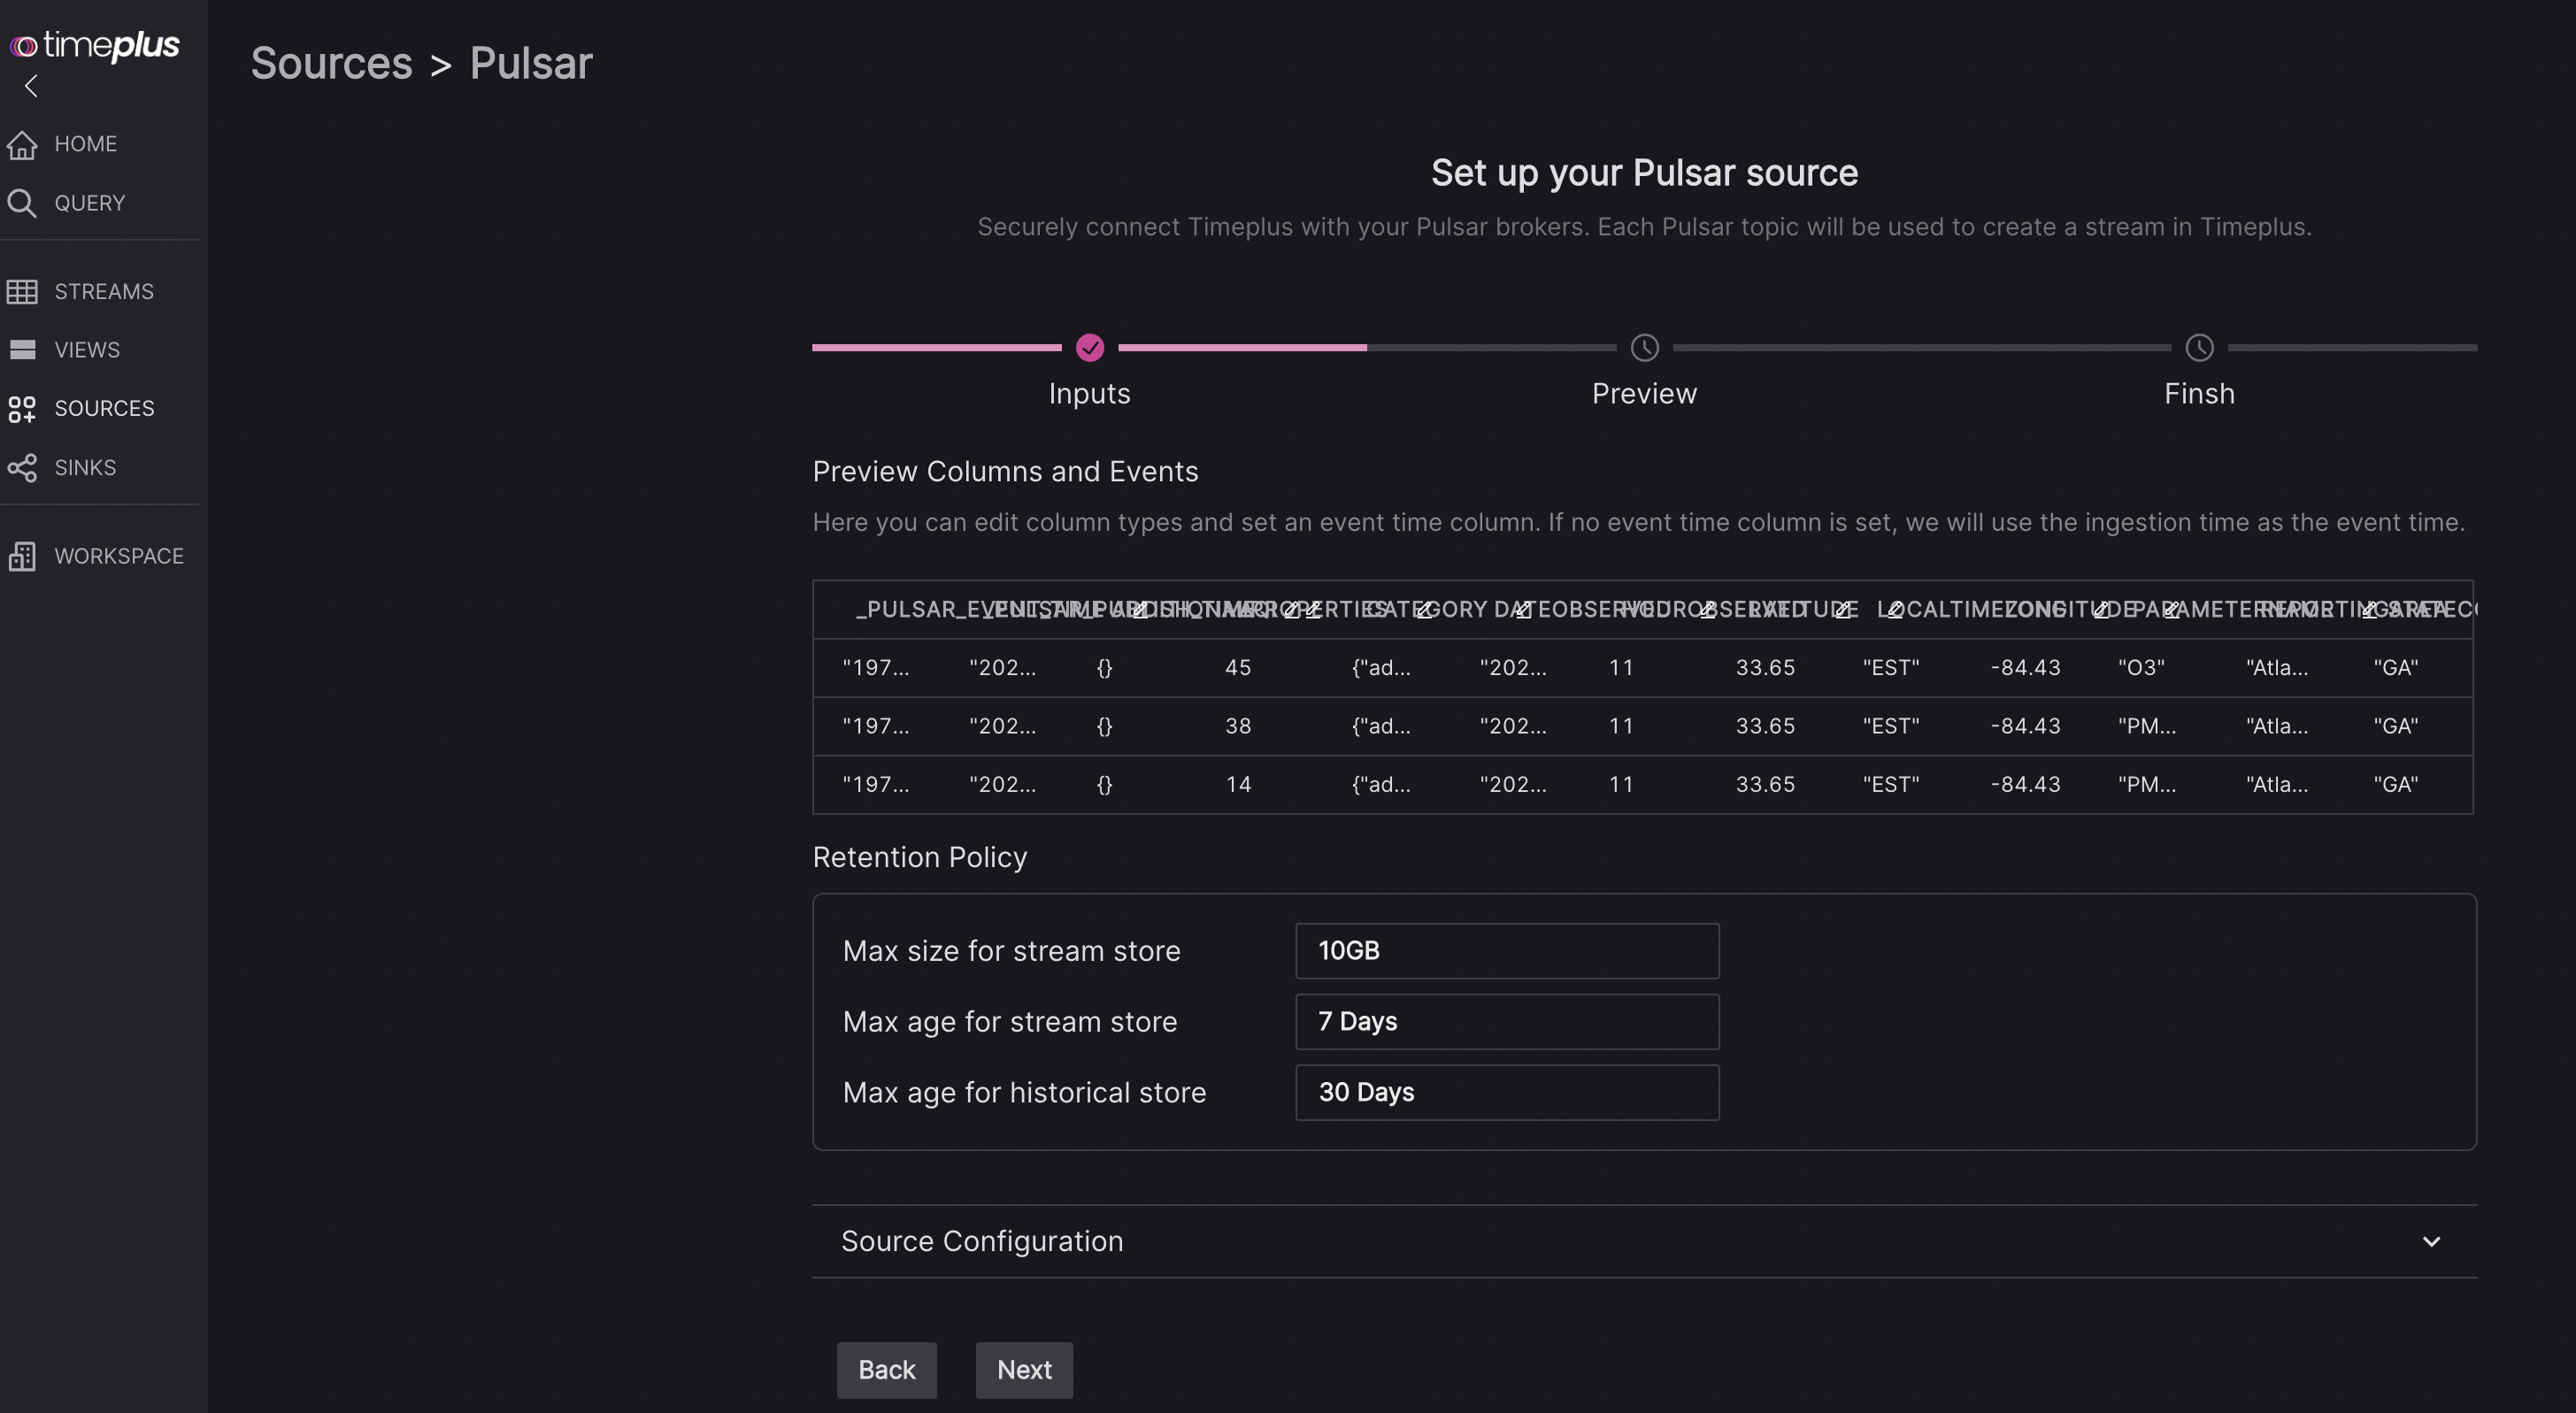 timeplus
Sources > Pulsar
HOME
QUERY
STREAMS
VIEWS
SOURCES
SINKS
WORKSPACE
Set up your Pulsar source
Securely connect Timeplus with your Pulsar brokers. Each Pulsar topic will be used to create a stream in Timeplus.
Inputs Preview Finsh
Preview Columns and Events
Here you can edit column types and set an event time column. If no event time column is set, we will use the ingestion time as the event time.
CATEGORY DATEOBSERVED HOUROBSERVED LATITUDE LOCALTIMEZONE LONGITUDE PARAMETERNAME
"197... "202... {} 45 {"ad... "202... 11 33.65 "EST" -84.43 "O3" "Atla... "GA"
"197... "202... {} 38 {"ad... "202... 11 33.65 "EST" -84.43 "PM... "Atla... "GA"
"197... "202... {} 14 {"ad... "202... 11 33.65 "EST" -84.43 "PM... "Atla... "GA"
Retention Policy
Max size for stream store 10GB
Max age for stream store 7 Days
Max age for historical store 30 Days
Source Configuration
Back Next